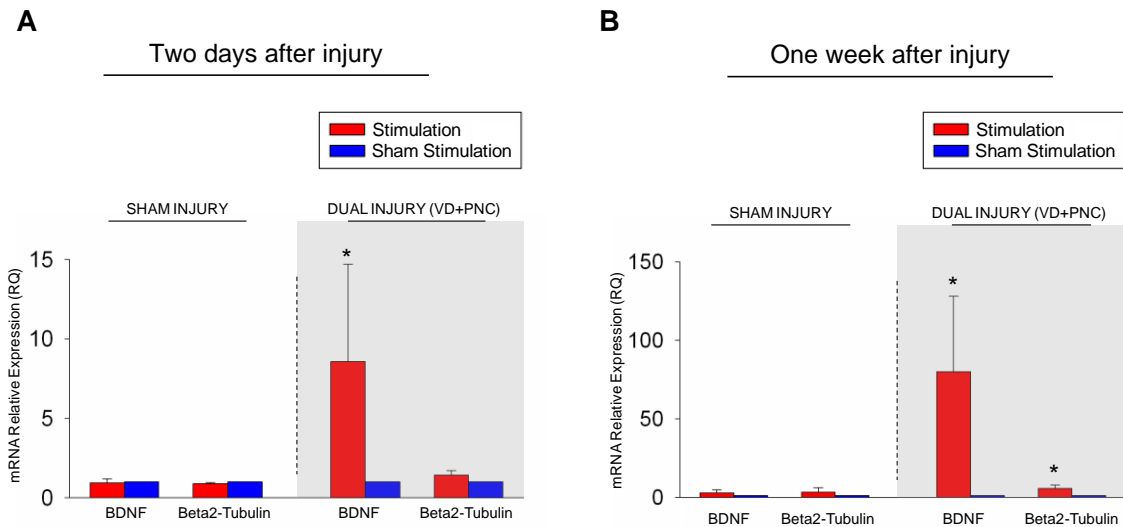 A
Two days after injury
Stimulation
Sham Stimulation
SHAM INJURY
DUAL INJURY (VD+PNC)
mRNA Relative Expression (RQ)
15
*
10
5
0
BDNF
Beta2-Tubulin
BDNF
Beta2-Tubulin
B
One week after injury
Stimulation
Sham Stimulation
SHAM INJURY
DUAL INJURY (VD+PNC)
mRNA Relative Expression (RQ)
150
*
100
50
*
0
BDNF
Beta2-Tubulin
BDNF
Beta2-Tubulin